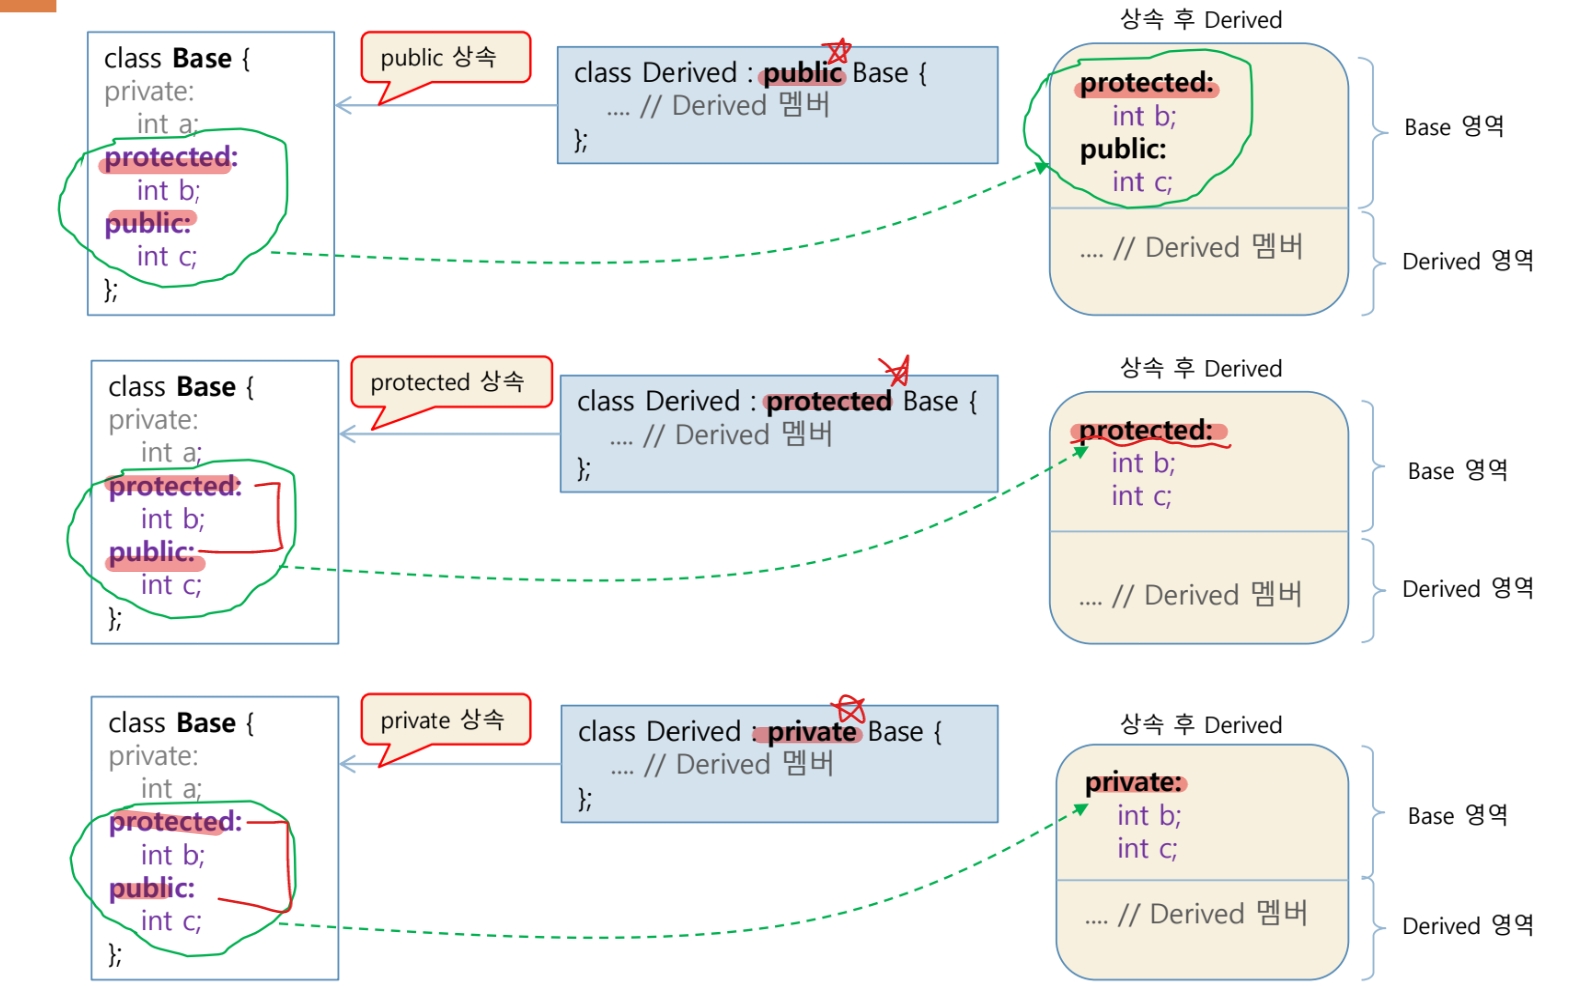 class Base {
private:
int a;
protected:
int b;
public:
int c;
};
public 상속
class Derived : public Base {
.... // Derived 멤버
};
상속 후 Derived
protected:
int b;
public:
int c;
.... // Derived 멤버
Base 영역
Derived 영역
class Base {
private:
int a;
protected:
int b;
public:
int c;
};
protected 상속
class Derived : protected Base {
.... // Derived 멤버
};
상속 후 Derived
protected:
int b;
int c;
.... // Derived 멤버
Base 영역
Derived 영역
class Base {
private:
int a;
protected:
int b;
public:
int c;
};
private 상속
class Derived : private Base {
.... // Derived 멤버
};
상속 후 Derived
private:
int b;
int c;
.... // Derived 멤버
Base 영역
Derived 영역